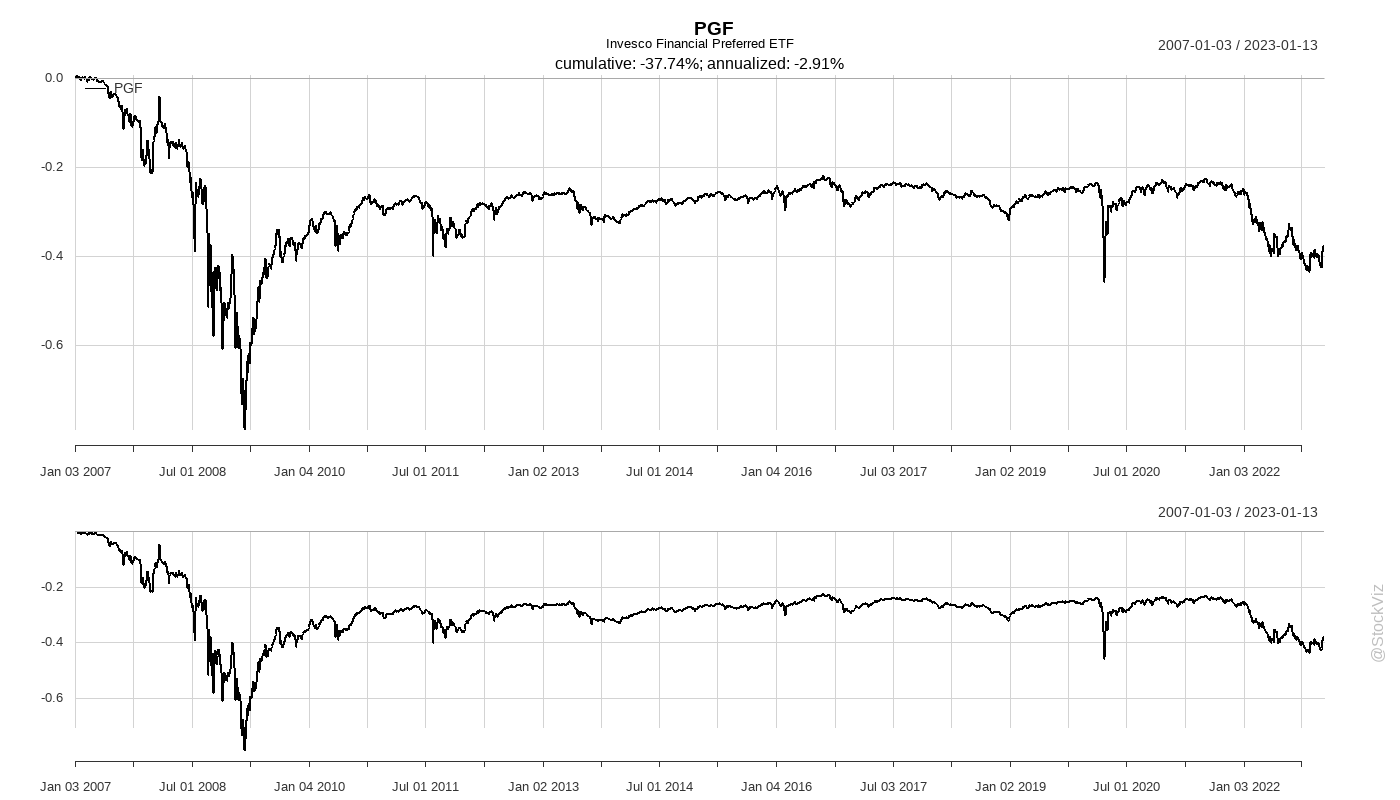 PGF
Invesco Financial Preferred ETF
cumulative: -37.74%; annualized: -2.91%
2007-01-03 / 2023-01-13
PGF
0.0
-0.2
-0.4
-0.6
Jan 03 2007 Jul 01 2008 Jan 04 2010 Jul 01 2011 Jan 02 2013 Jul 01 2014 Jan 04 2016 Jul 03 2017 Jan 02 2019 Jul 01 2020 Jan 03 2022
2007-01-03 / 2023-01-13
-0.2
-0.4
-0.6
Jan 03 2007 Jul 01 2008 Jan 04 2010 Jul 01 2011 Jan 02 2013 Jul 01 2014 Jan 04 2016 Jul 03 2017 Jan 02 2019 Jul 01 2020 Jan 03 2022
@StockViz